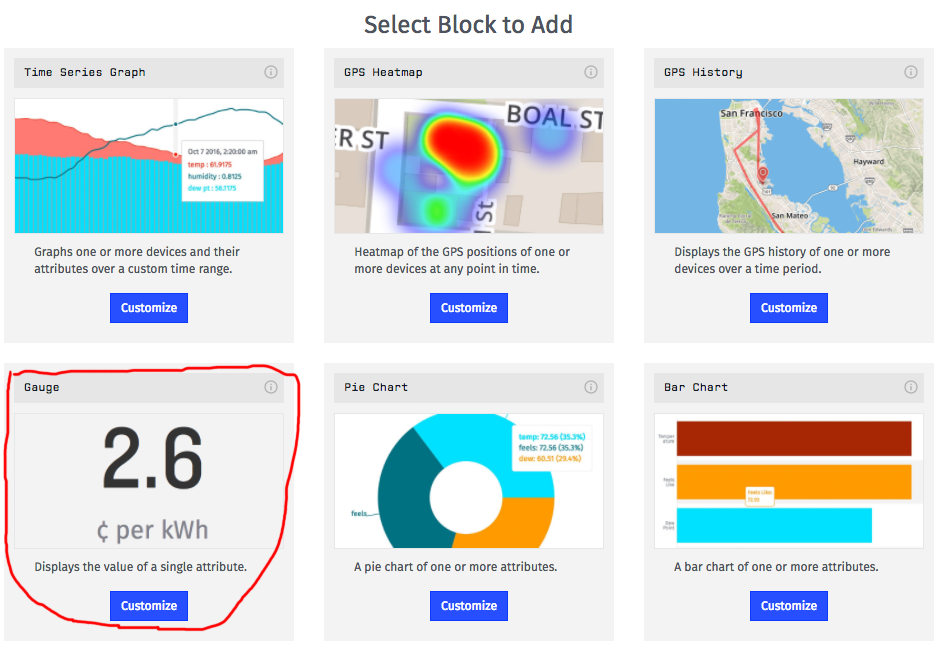 Select Block to Add
Time Series Graph
Oct 7 2016, 2:20:00 am
temp : 61.9175
humidity : 0.8125
dew pt : 56.7175
Graphs one or more devices and their
attributes over a custom time range.
Customize
GPS Heatmap
BOAL ST
ER ST
St
Heatmap of the GPS positions of one or
more devices at any point in time.
Customize
GPS History
San Francisco
Hayward
San Mateo
Displays the GPS history of one or more
devices over a time period.
Customize
Gauge
2.6
¢ per kWh
Displays the value of a single attribute.
Customize
Pie Chart
temp: 72.56 (35.3%)
feels: 72.56 (35.3%)
dew: 60.51 (29.4%)
feels
A pie chart of one or more attributes.
Customize
Bar Chart
Temper
ature
Feels
Like
Feels Like:
Dew
Point
A bar chart of one or more attributes.
Customize